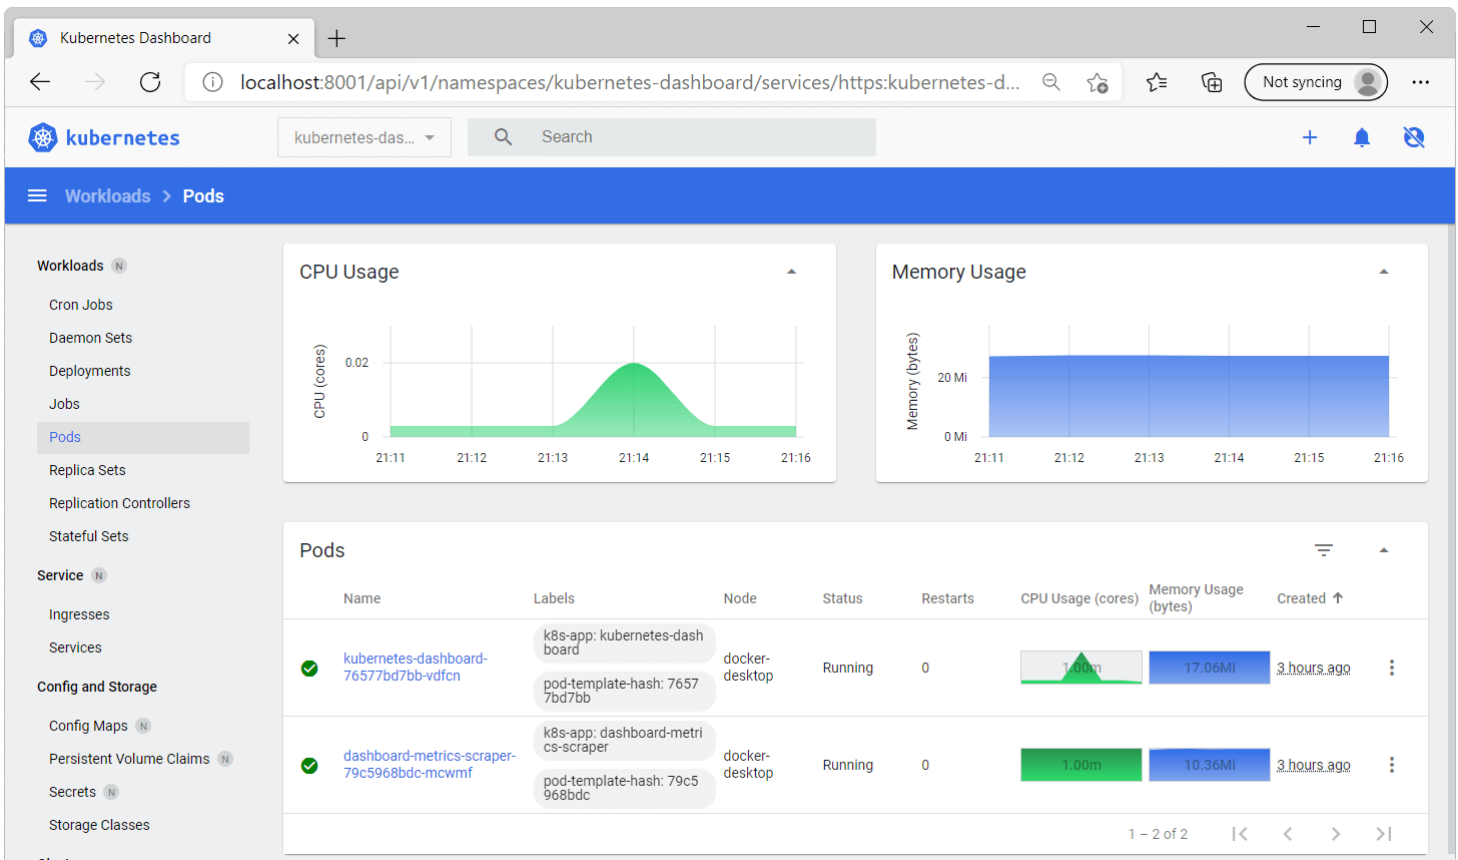 Kubernetes Dashboard
localhost:8001/api/v1/namespaces/kubernetes-dashboard/services/https:kubernetes-d...
Not syncing
kubernetes
kubernetes-das...
Search
Workloads > Pods
Workloads N
Cron Jobs
Daemon Sets
Deployments
Jobs
Pods
Replica Sets
Replication Controllers
Stateful Sets
Service N
Ingresses
Services
Config and Storage
Config Maps N
Persistent Volume Claims N
Secrets N
Storage Classes
CPU Usage
CPU (cores)
0.02
0
21:11 21:12 21:13 21:14 21:15 21:16
Memory Usage
Memory (bytes)
20 Mi
0 Mi
21:11 21:12 21:13 21:14 21:15 21:16
Pods
Name Labels Node Status Restarts CPU Usage (cores) Memory Usage (bytes) Created
kubernetes-dashboard-
76577bd7bb-vdfcn
k8s-app: kubernetes-dash
board
pod-template-hash: 7657
7bd7bb
docker-
desktop
Running
0
1.00m
17.06Mi
3 hours ago
dashboard-metrics-scraper-
79c5968bdc-mcwmf
k8s-app: dashboard-metri
cs-scraper
pod-template-hash: 79c5
968bdc
docker-
desktop
Running
0
1.00m
10.36Mi
3 hours ago
1 – 2 of 2